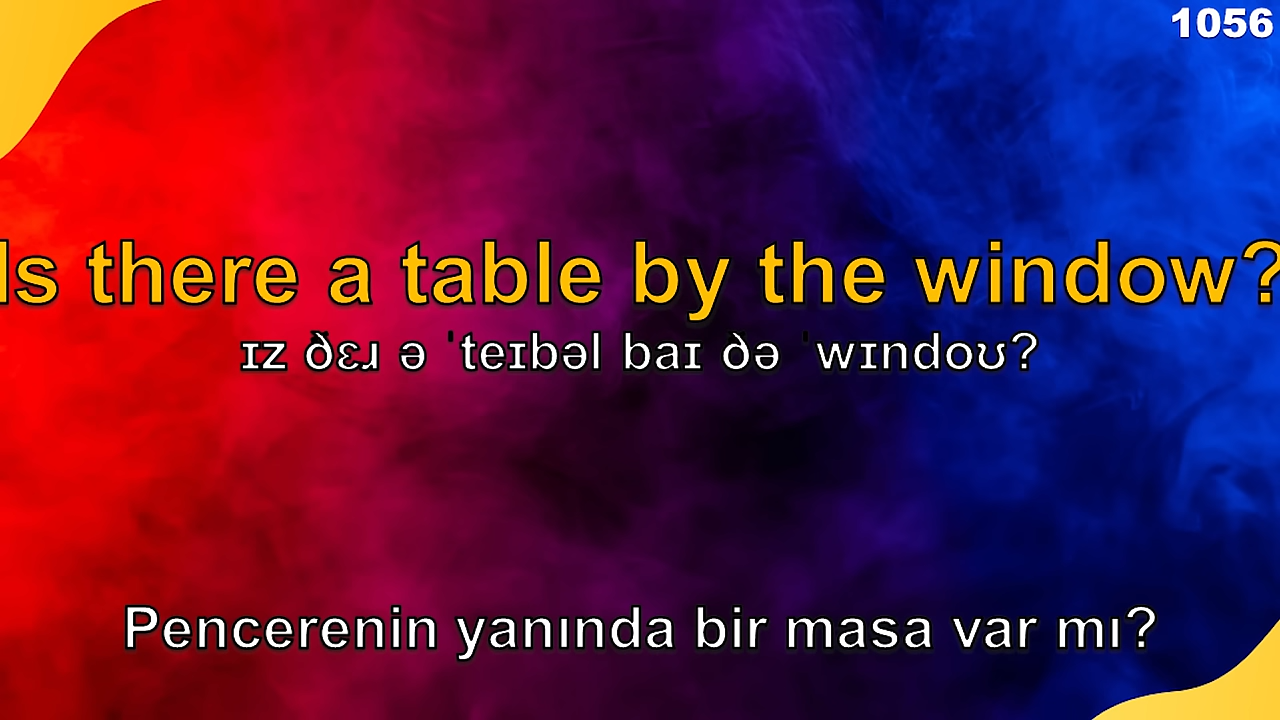 1056
Is there a table by the window?
ɪz ðɛɹ ə ˈteɪbəl baɪ ðə ˈwɪndoʊ?
Pencerenin yanında bir masa var mı?